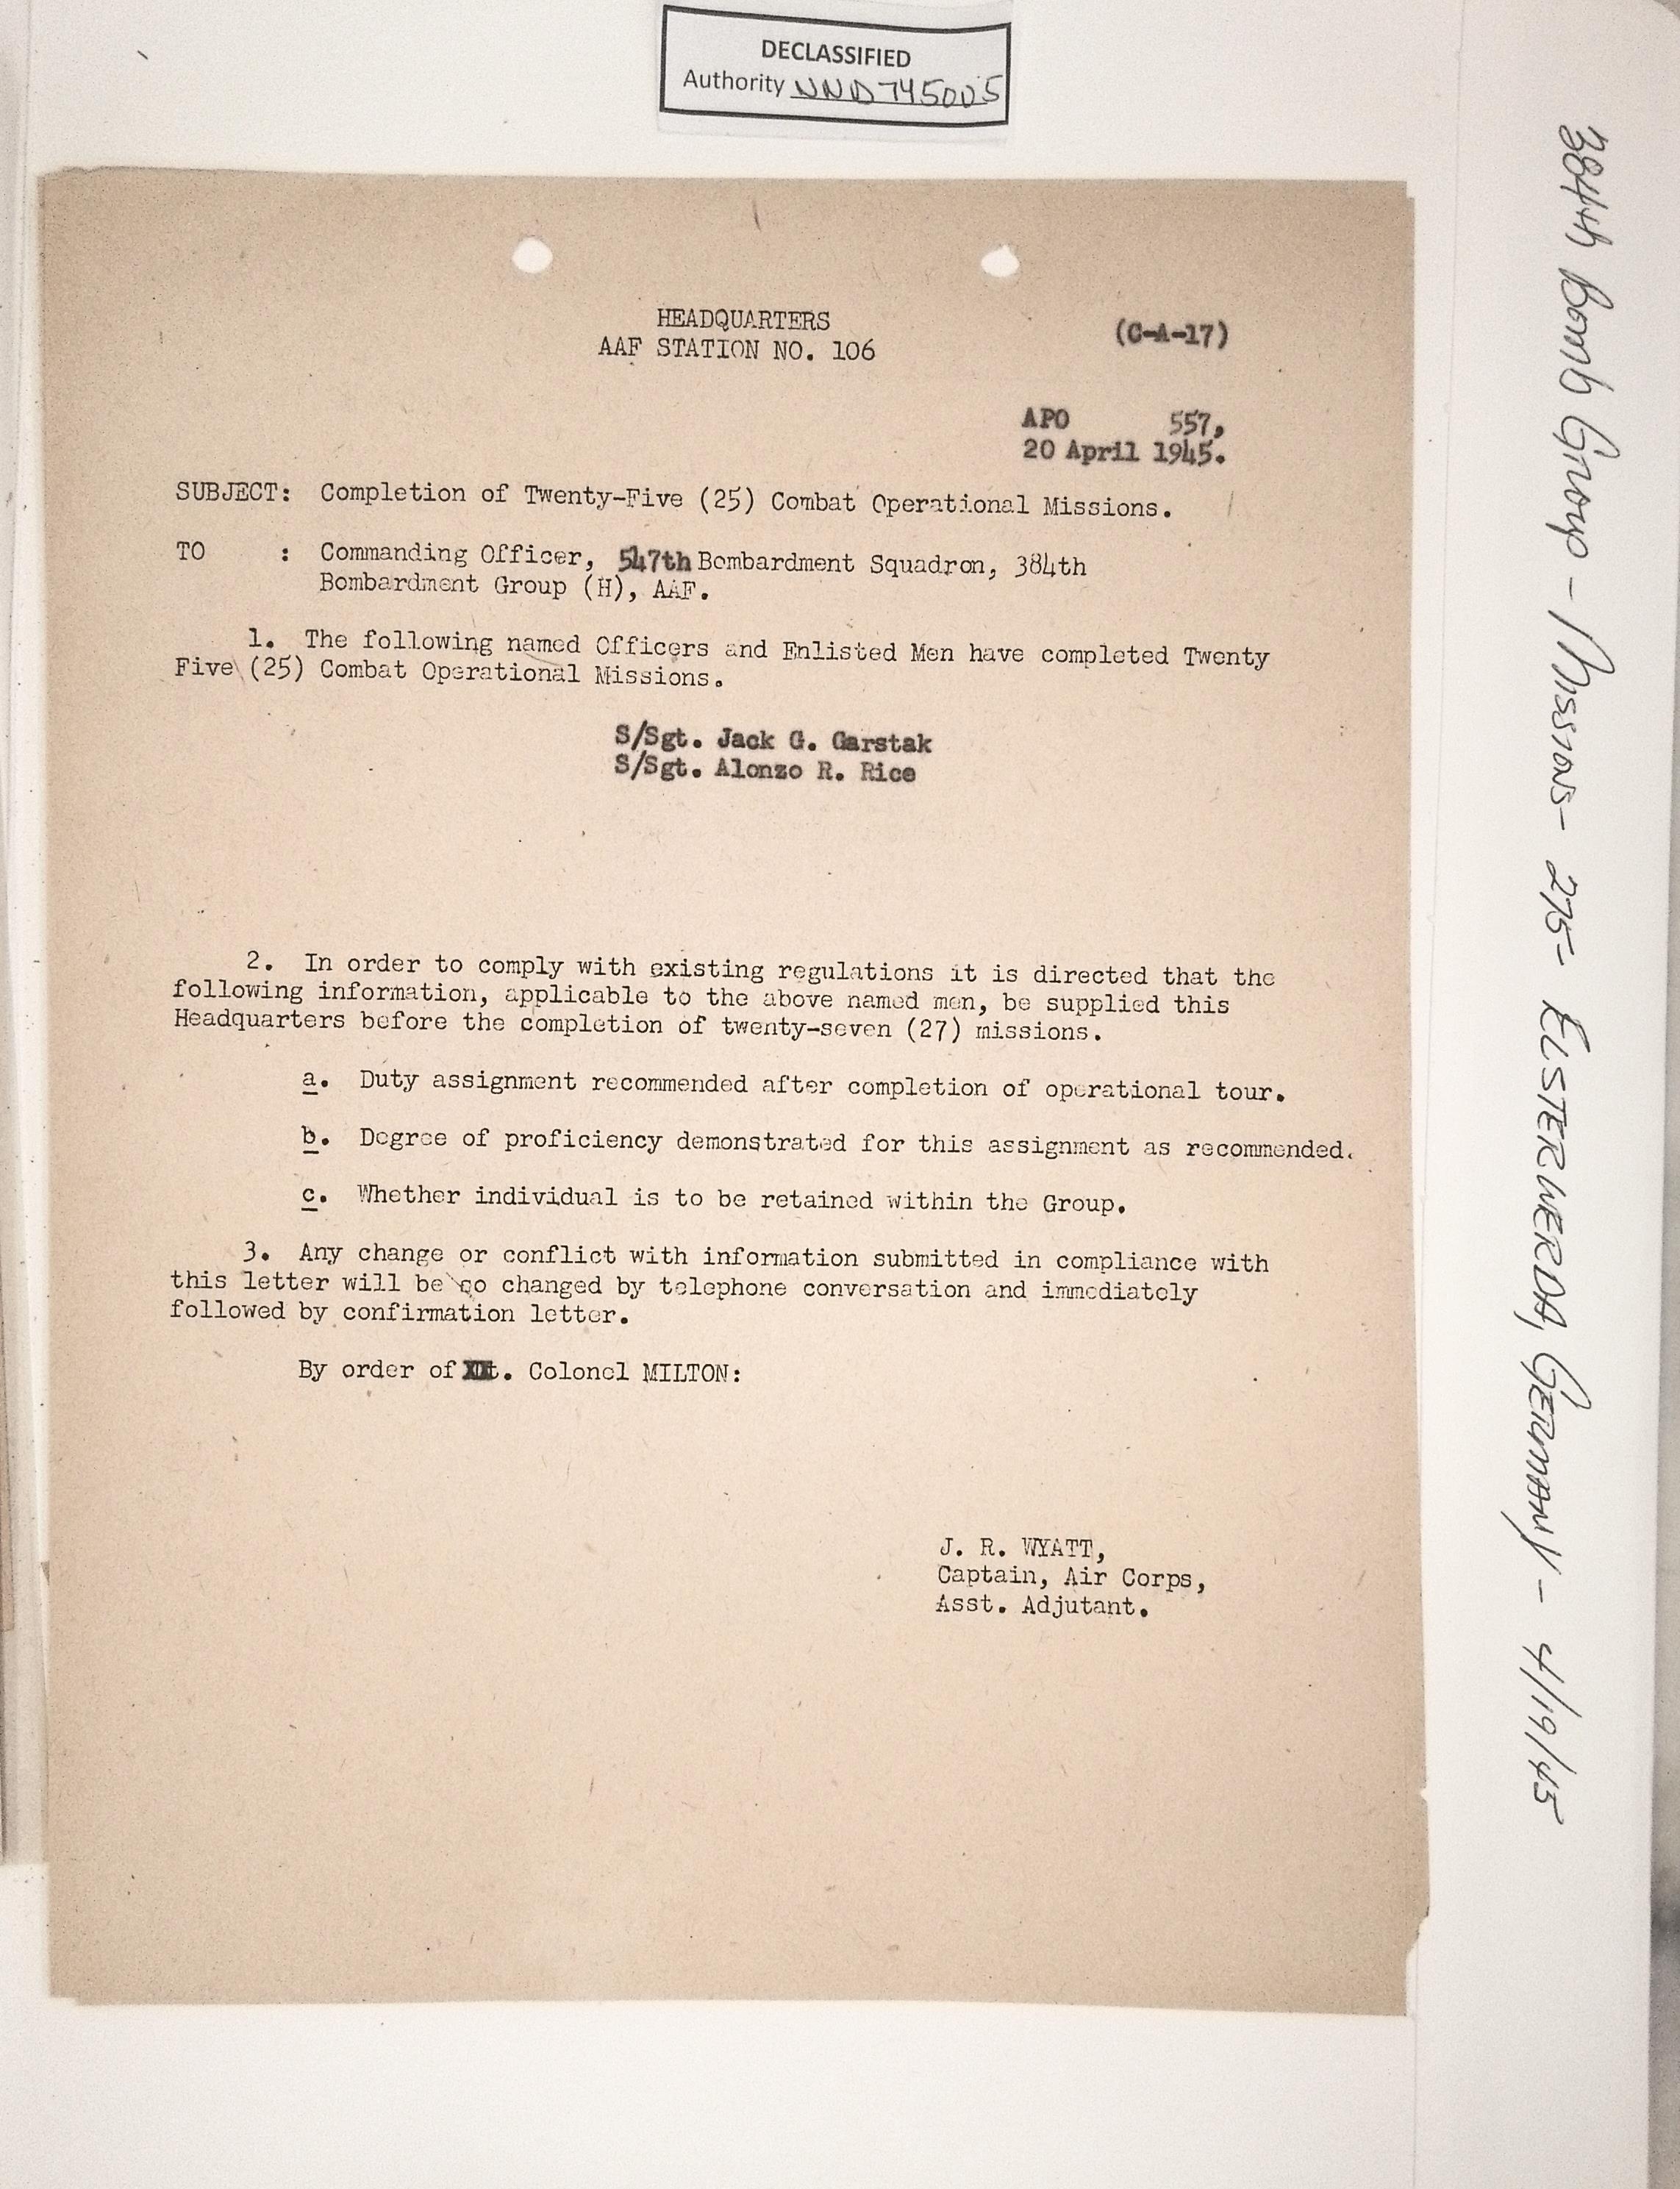 DECLASSIFIED
Authority NND 745005
HEADQUARTERS
AAF STATION NO. 106
(C-A-17)
APO 557,
20 April 1945.
SUBJECT: Completion of Twenty-Five (25) Combat Operational Missions.
TO : Commanding Officer, 547th Bombardment Squadron, 384th
Bombardment Group (H), AAF.
1. The following named Officers and Enlisted Men have completed Twenty
Five (25) Combat Operational Missions.
S/Sgt. Jack G. Garstak
S/Sgt. Alonzo R. Rice
2. In order to comply with existing regulations it is directed that the
following information, applicable to the above named men, be supplied this
Headquarters before the completion of twenty-seven (27) missions.
a. Duty assignment recommended after completion of operational tour.
b. Degree of proficiency demonstrated for this assignment as recommended.
c. Whether individual is to be retained within the Group.
3. Any change or conflict with information submitted in compliance with
this letter will be so changed by telephone conversation and immediately
followed by confirmation letter.
By order of Colonel MILTON:
J. R. WYATT,
Captain, Air Corps,
Asst. Adjutant.
384th Bomb Group - Missions - 275 - ELSTERWERDA, GERMANY - 4/19/45